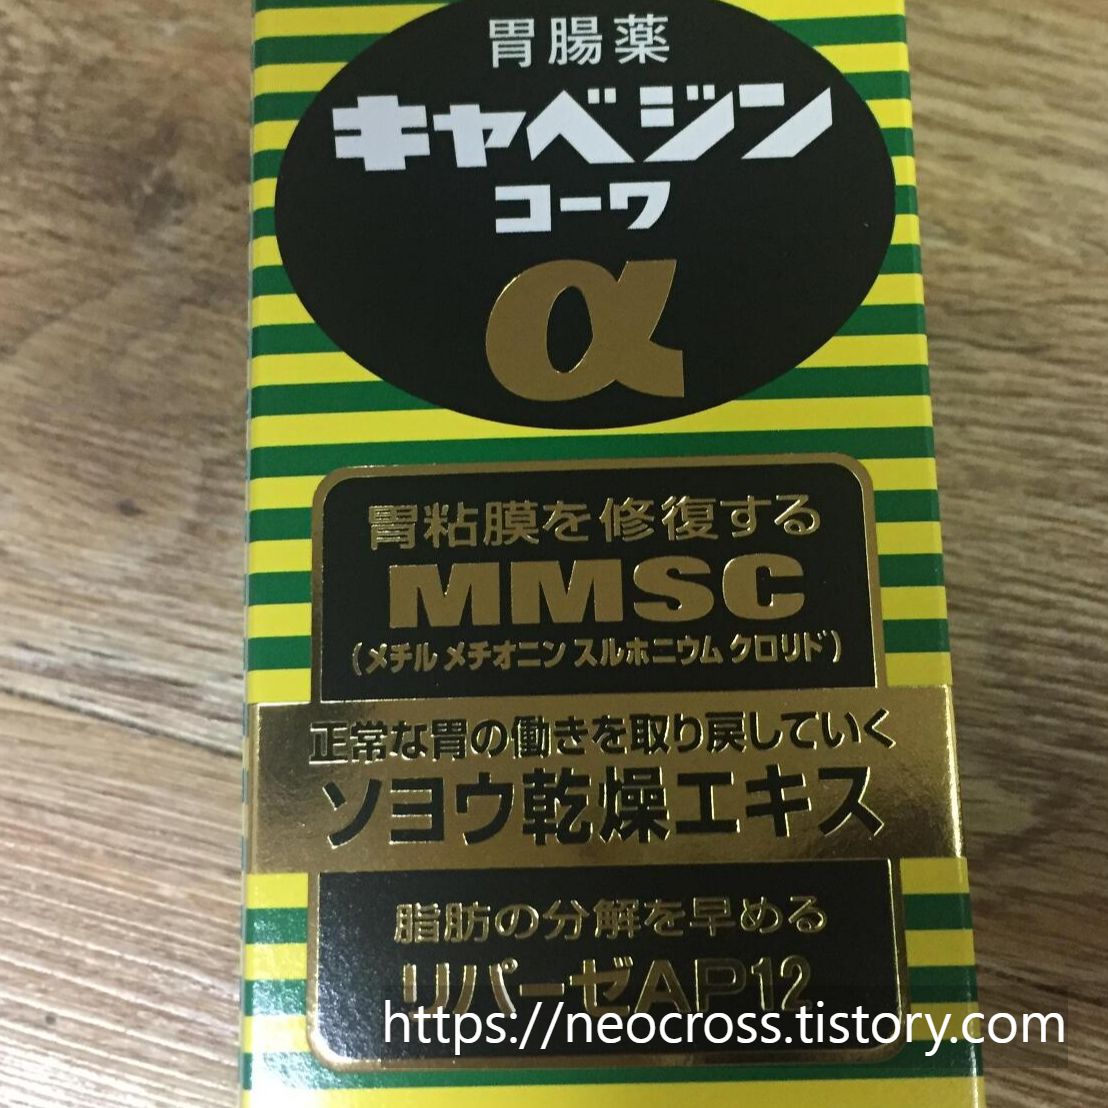 胃腸薬
キャベジン
コーワ
α
胃粘膜を修復する
MMSC
(メチル メチオニン スルホニウム クロリド)
正常な胃の働きを取り戻していく
ソヨウ乾燥エキス
脂肪の分解を早める
リパーゼAP12
https://neocross.tistory.com